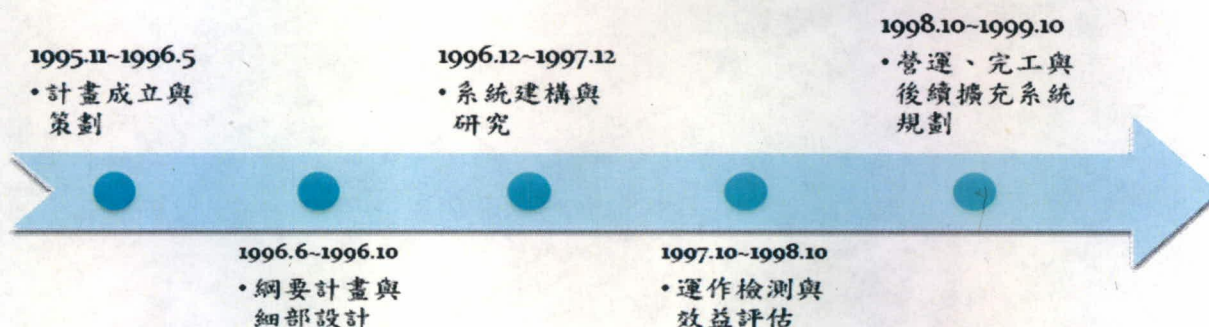 1995.11~1996.5
•計畫成立與
策劃
1996.6~1996.10
•綱要計畫與
細部設計
1996.12~1997.12
•系統建構與
研究
1997.10~1998.10
•運作檢測與
效益評估
1998.10~1999.10
•營運、完工與
後續擴充系統
規劃